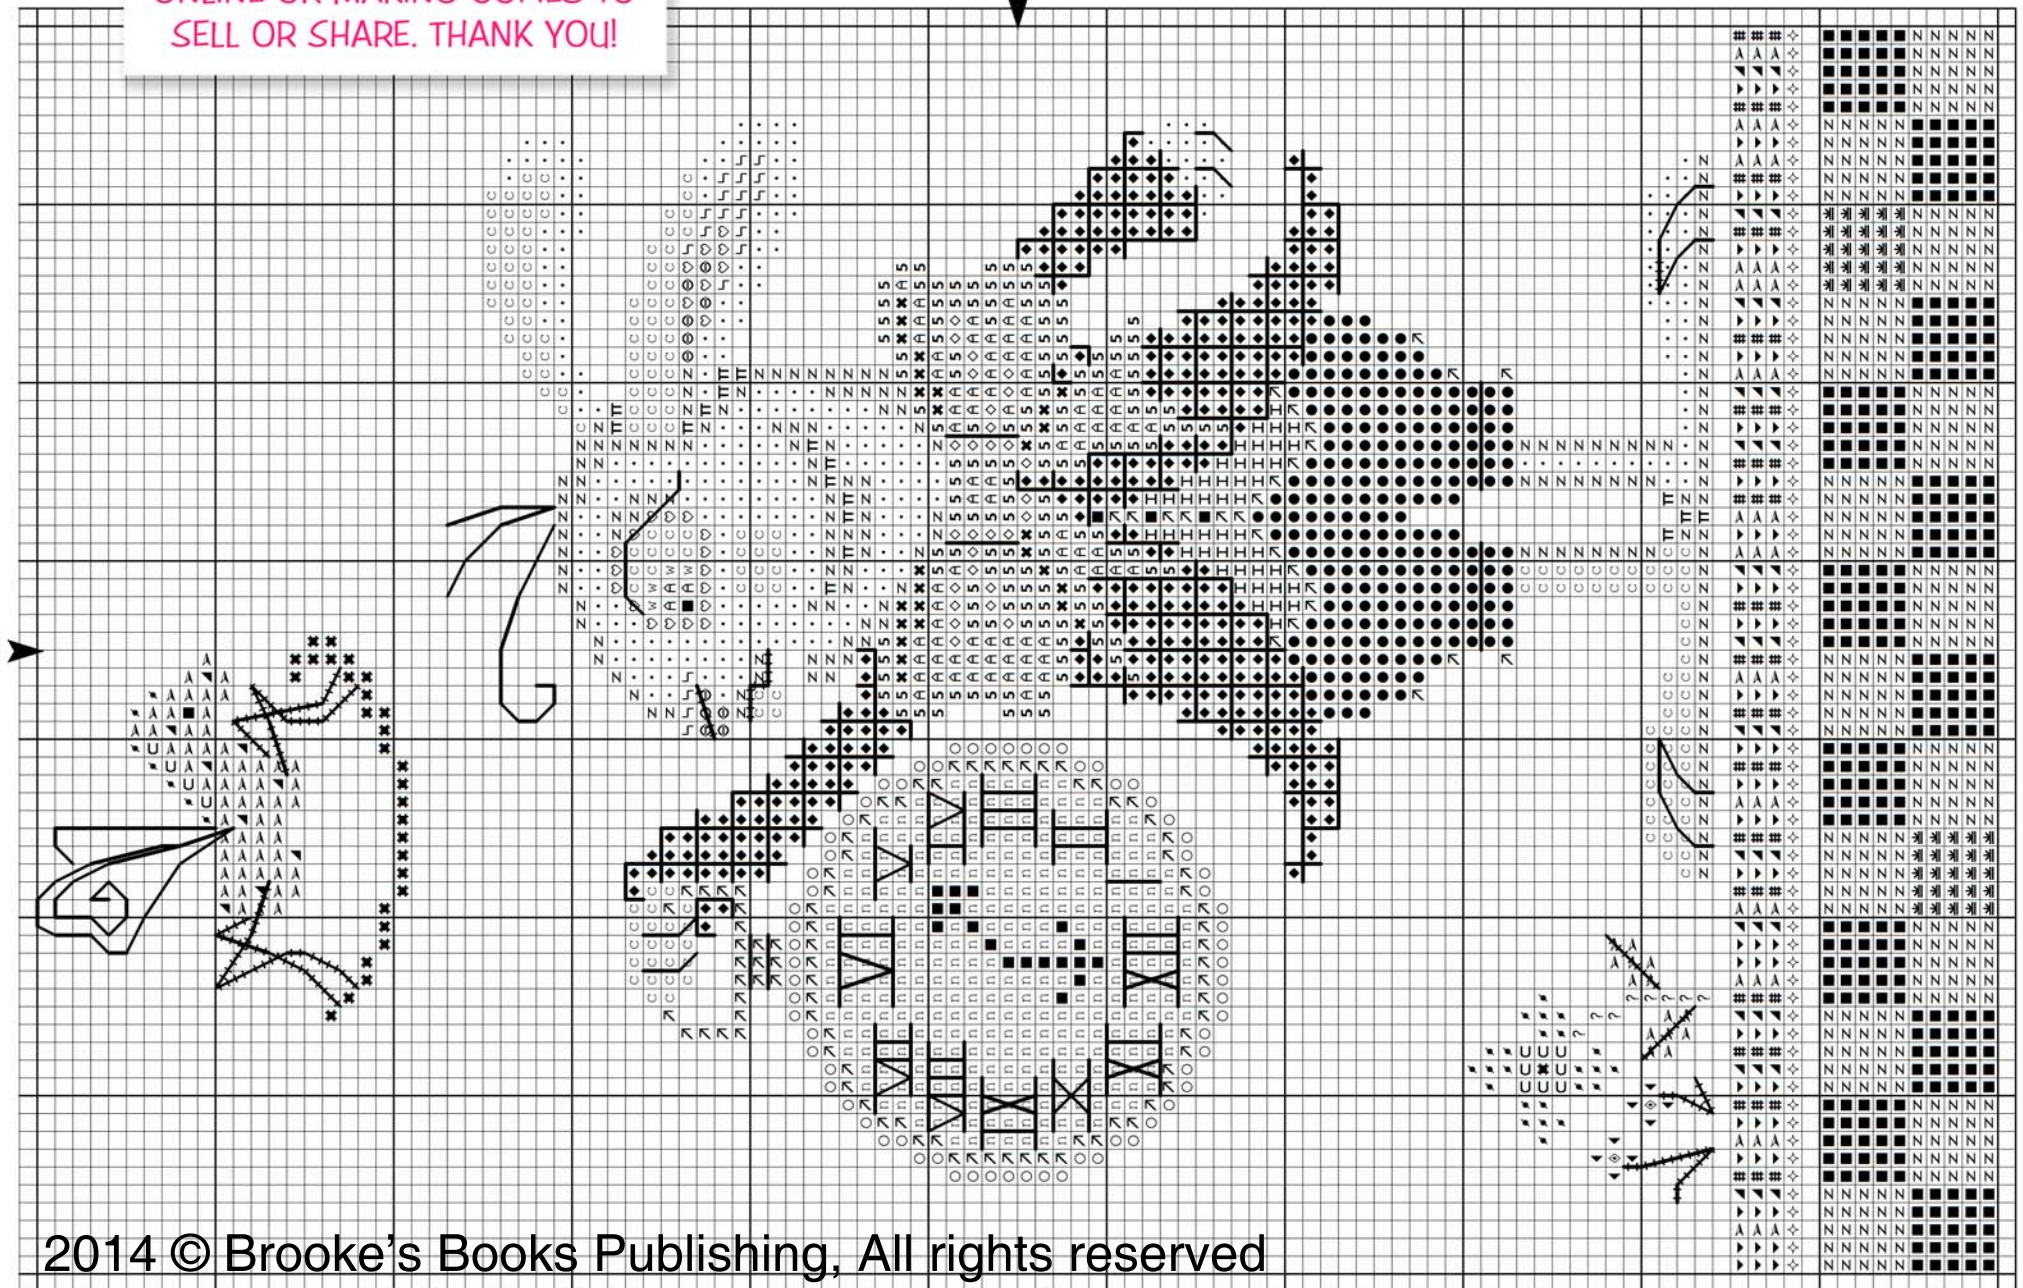 SELL OR SHARE. THANK YOU!
2014 © Brooke's Books Publishing, All rights reserved